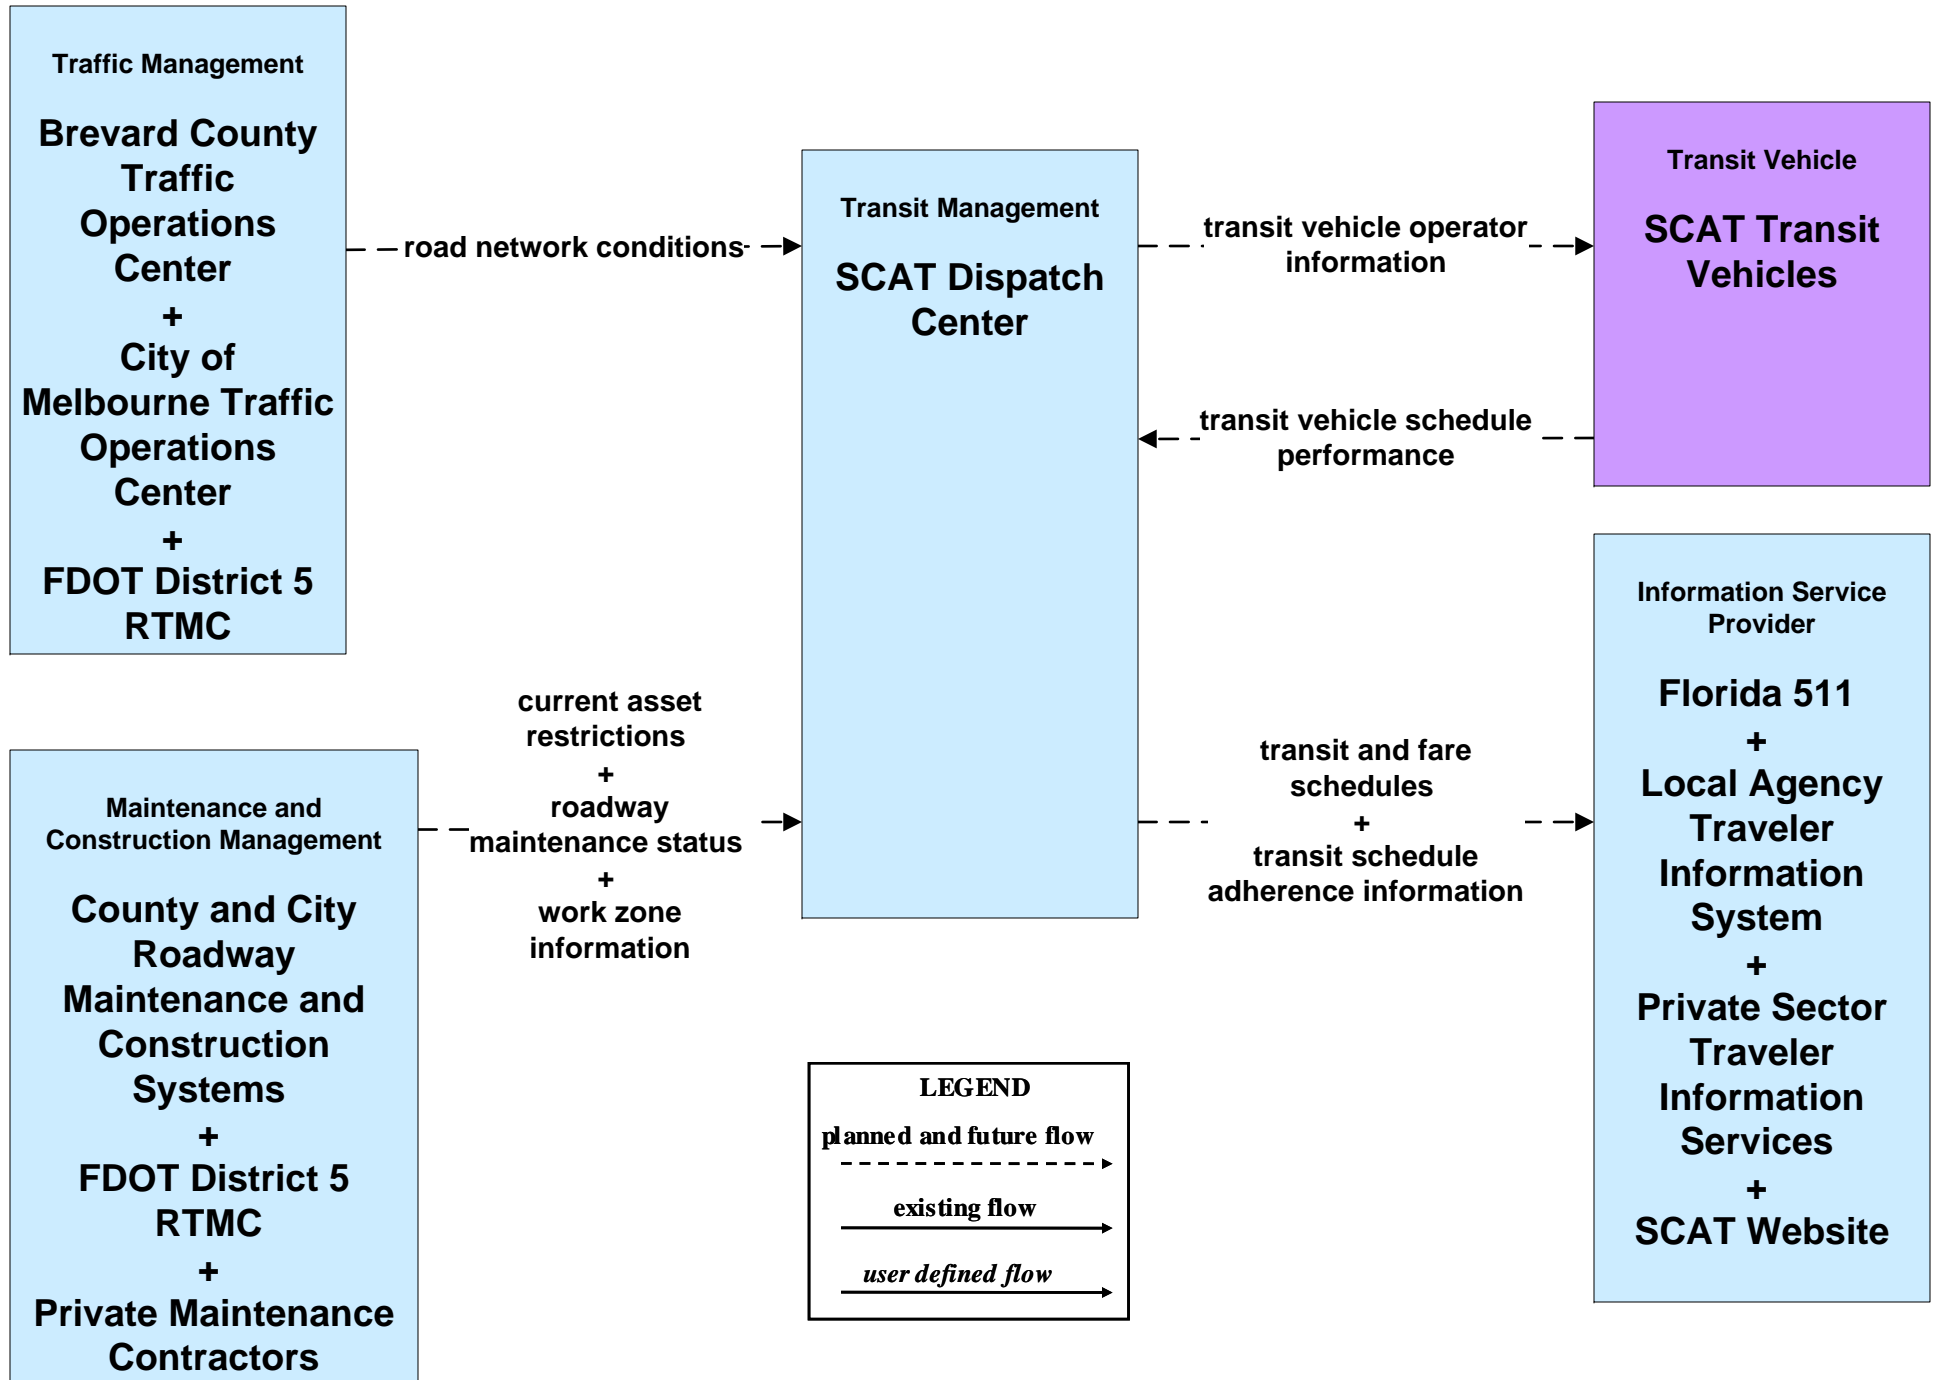 Traffic Management
Brevard County
Traffic
Operations
Center
+
City of
Melbourne Traffic
Operations
Center
+
FDOT District 5
RTMC
road network conditions
Transit Management
SCAT Dispatch
Center
transit vehicle operator
information
Transit Vehicle
SCAT Transit
Vehicles
transit vehicle schedule
performance
Maintenance and
Construction Management
County and City
Roadway
Maintenance and
Construction
Systems
+
FDOT District 5
RTMC
+
Private Maintenance
Contractors
current asset
restrictions
+
roadway
maintenance status
+
work zone
information
transit and fare
schedules
+
transit schedule
adherence information
Information Service
Provider
Florida 511
+
Local Agency
Traveler
Information
System
+
Private Sector
Traveler
Information
Services
+
SCAT Website
LEGEND
planned and future flow
existing flow
user defined flow